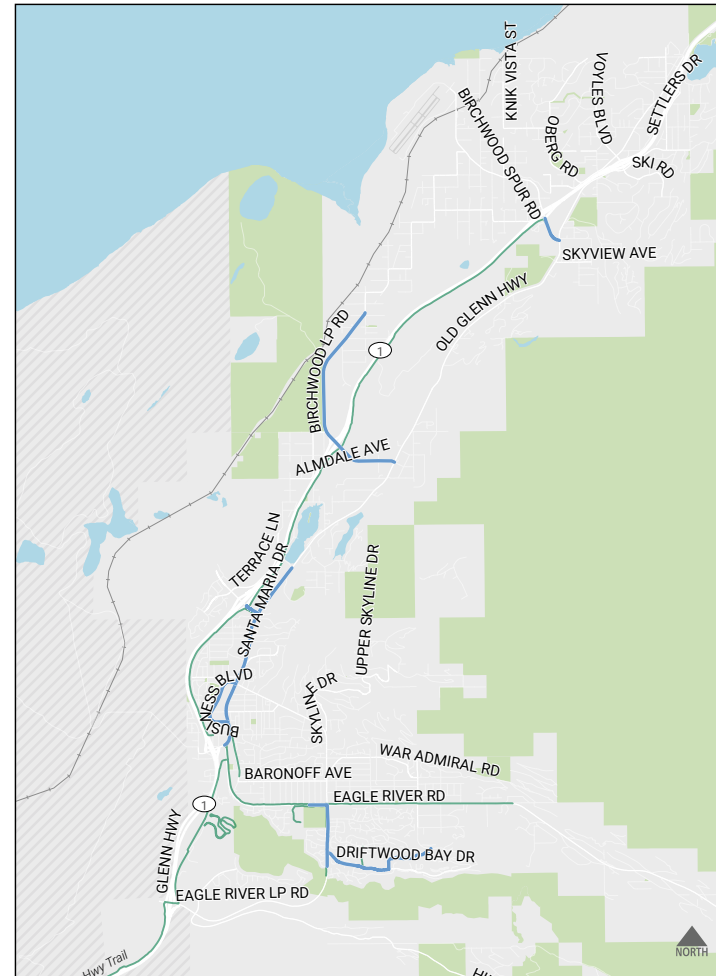 KNIK VISTA ST
VOYLES BLVD
SETTLERS DR
BIRCHWOOD SPUR RD
OBERG RD
SKI RD
SKYVIEW AVE
OLD GLENN HWY
BIRCHWOOD LP RD
1
ALMDALE AVE
TERRACE LN
SANTA MARIA DR
UPPER SKYLINE DR
BUSINESS BLVD
SKYLINE DR
WAR ADMIRAL RD
BARONOFF AVE
EAGLE RIVER RD
1
GLENN HWY
DRIFTWOOD BAY DR
EAGLE RIVER LP RD
Hwy Trail
NORTH